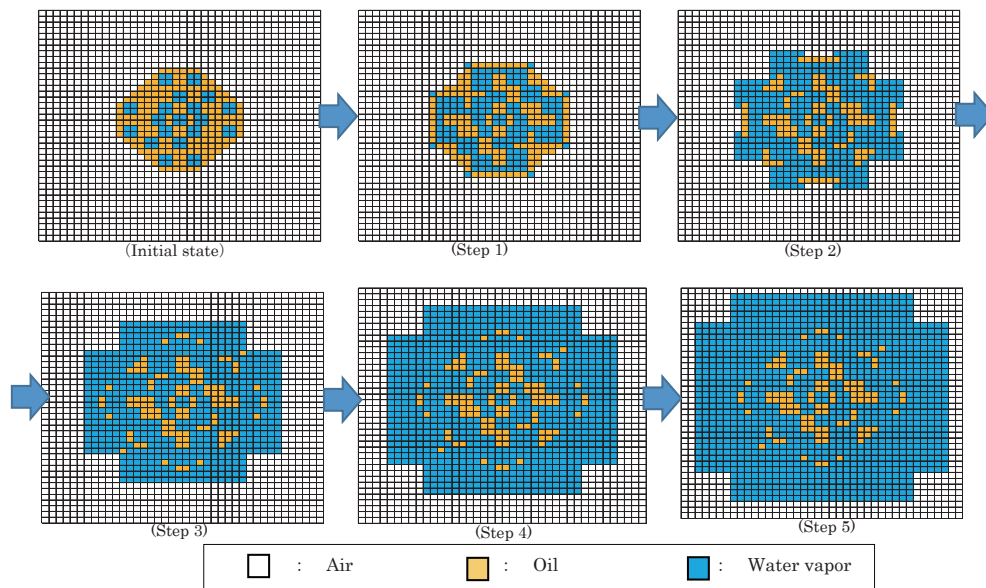 (Initial state)
(Step 1)
(Step 2)
(Step 3)
(Step 4)
(Step 5)
: Air : Oil : Water vapor